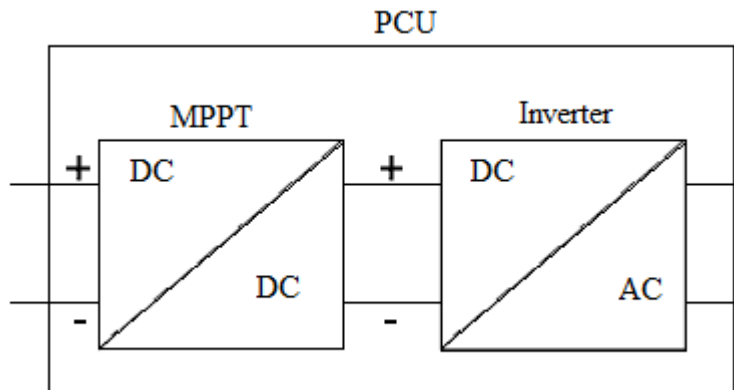 PCU
MPPT
Inverter
+ DC + DC
DC AC
- -